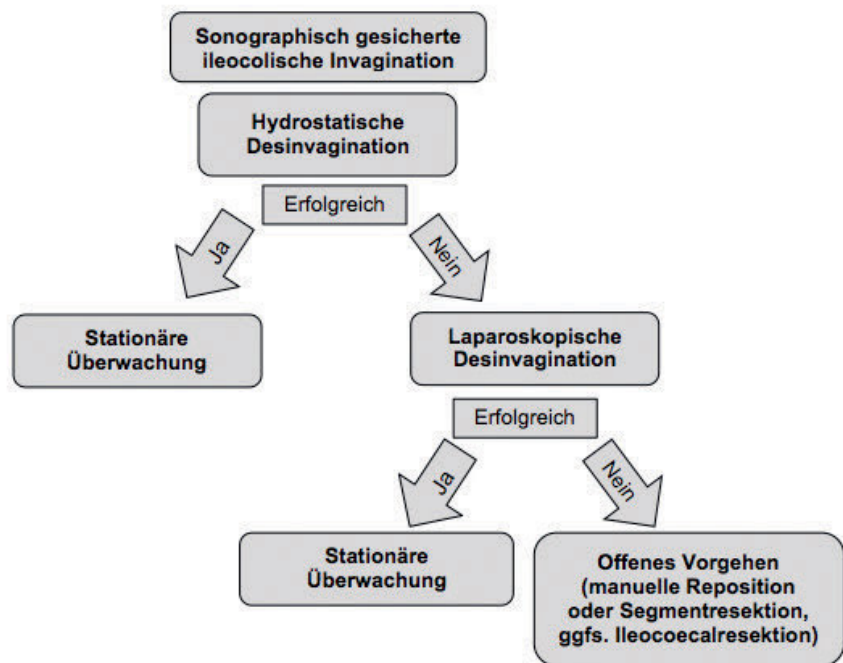 Sonographisch gesicherte
ileocolische Invagination
Hydrostatische
Desinvagination
Erfolgreich
Ja
Nein
Stationäre
Überwachung
Laparoskopische
Desinvagination
Erfolgreich
Ja
Nein
Stationäre
Überwachung
Offenes Vorgehen
(manuelle Reposition
oder Segmentresektion,
ggfs. Ileocoecalresektion)